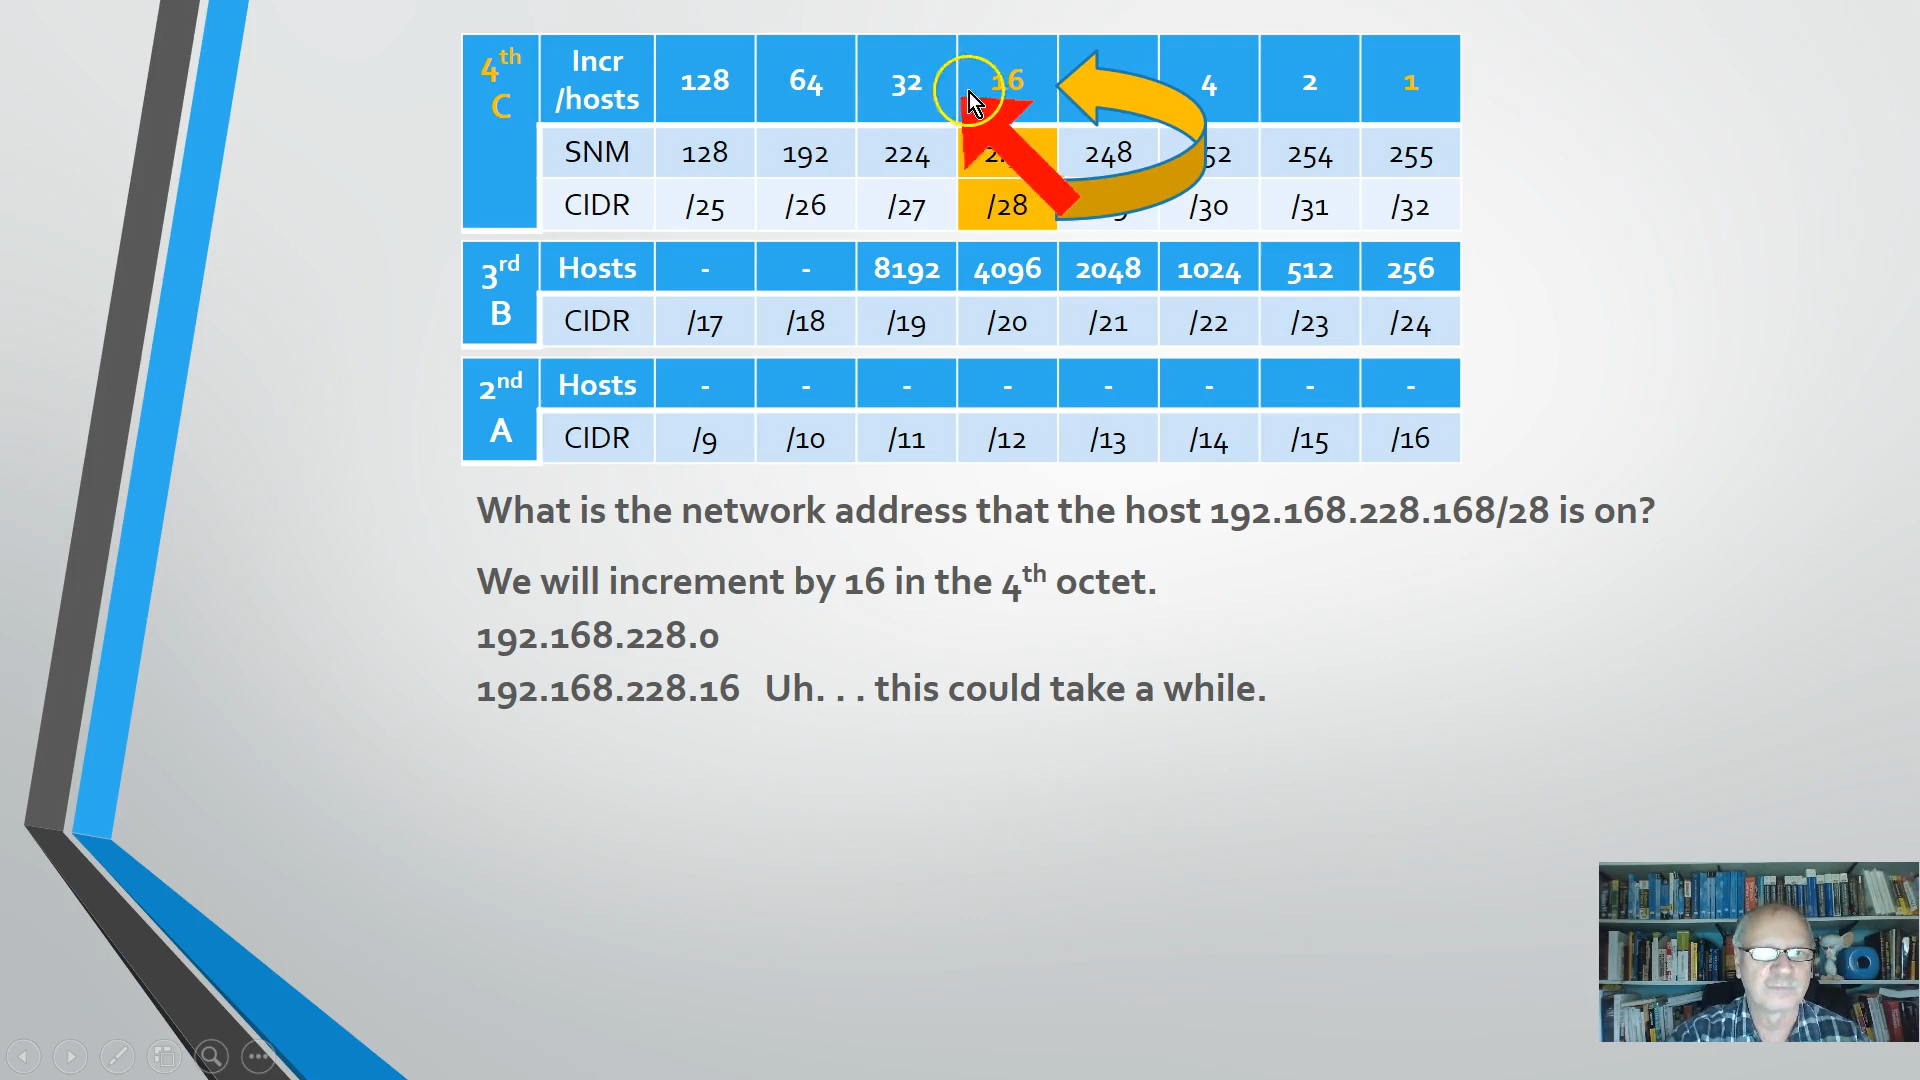 4th C Incr /hosts 128 64 32 16 4 2 1
SNM 128 192 224 248 254 255
CIDR /25 /26 /27 /28 /30 /31 /32
3rd B Hosts - - 8192 4096 2048 1024 512 256
CIDR /17 /18 /19 /20 /21 /22 /23 /24
2nd A Hosts - - - - - - - -
CIDR /9 /10 /11 /12 /13 /14 /15 /16
What is the network address that the host 192.168.228.168/28 is on?
We will increment by 16 in the 4th octet.
192.168.228.0
192.168.228.16 Uh. . . this could take a while.